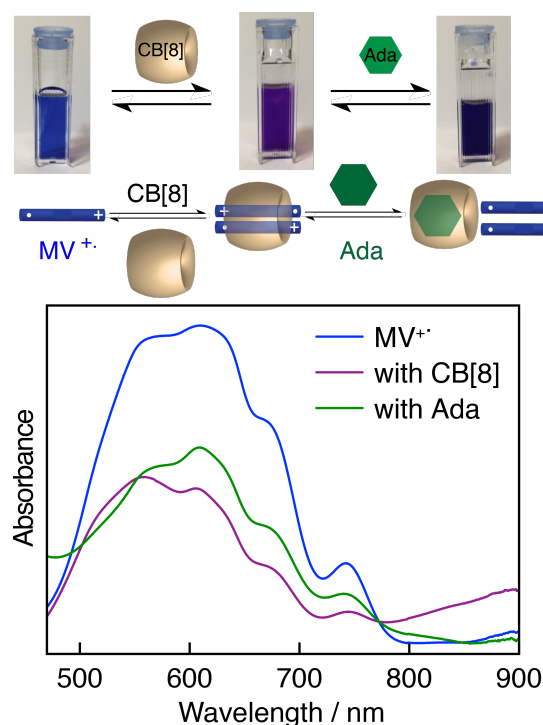 CB[8]
Ada
CB[8]
+
+
+
MV+·
Ada
MV+·
with CB[8]
with Ada
Absorbance
500 600 700 800 900
Wavelength / nm